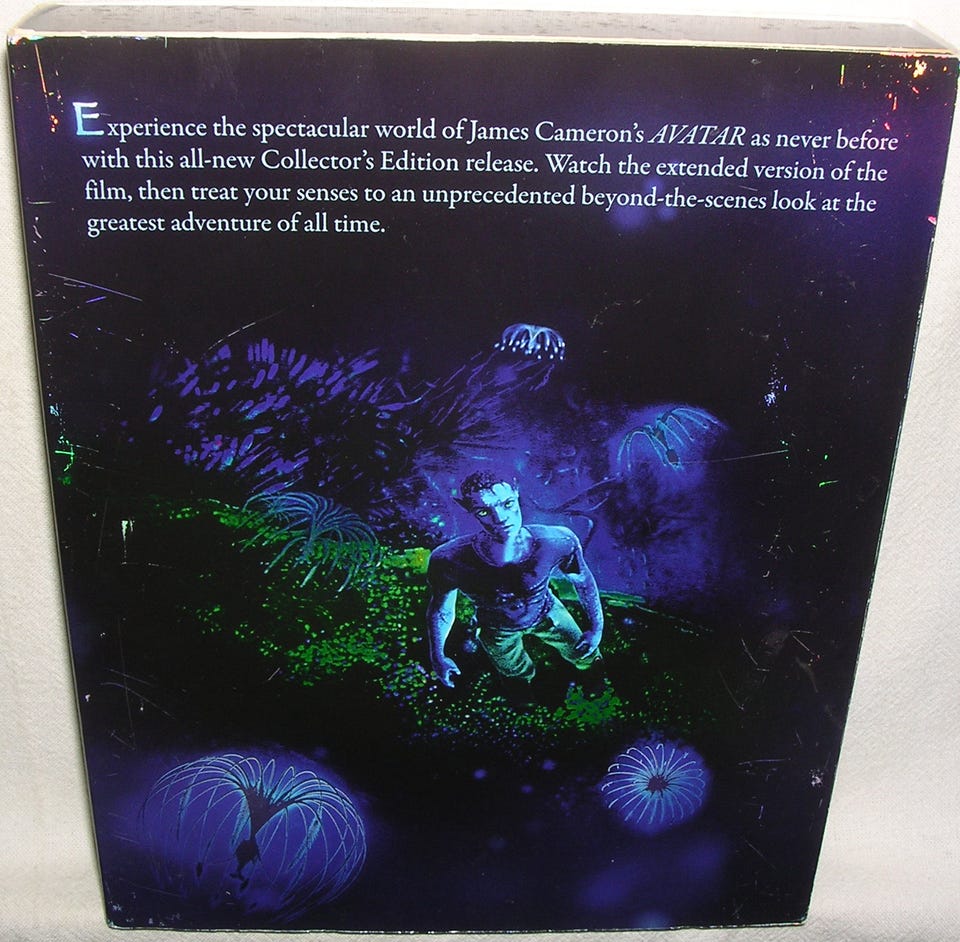 Experience the spectacular world of James Cameron's AVATAR as never before
with this all-new Collector's Edition release. Watch the extended version of the
film, then treat your senses to an unprecedented beyond-the-scenes look at the
greatest adventure of all time.